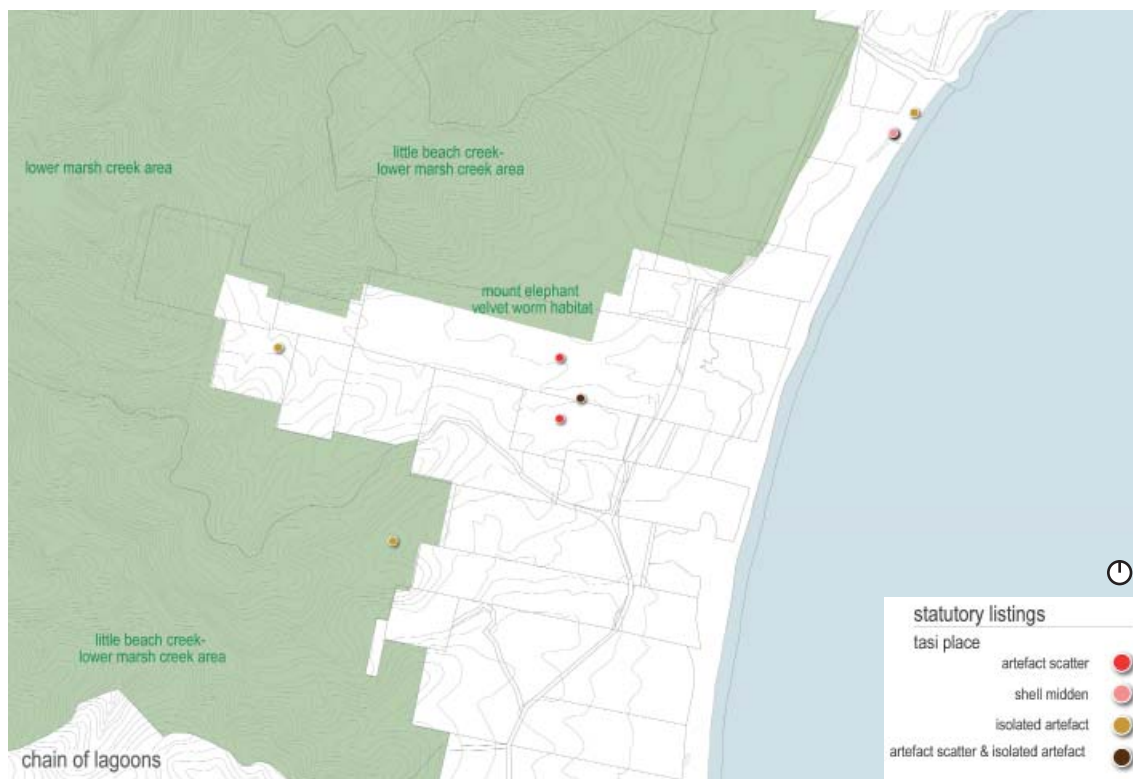 lower marsh creek area
little beach creek-
lower marsh creek area
mount elephant
velvet worm habitat
little beach creek-
lower marsh creek area
chain of lagoons
statutory listings
tasi place
artefact scatter
shell midden
isolated artefact
artefact scatter & isolated artefact